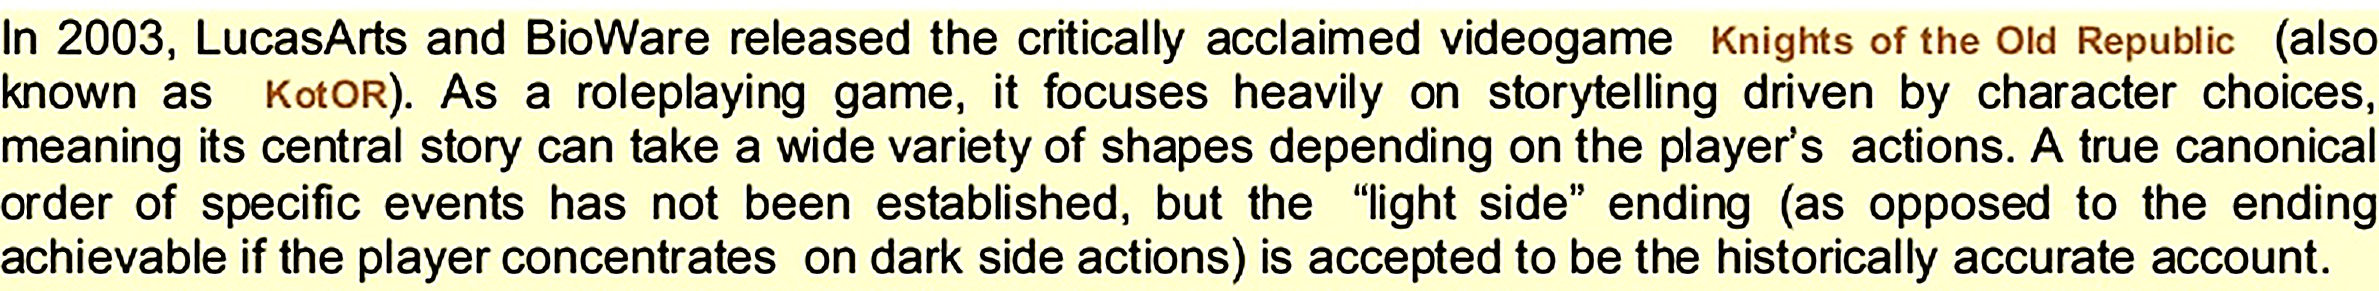 In 2003, LucasArts and BioWare released the critically acclaimed videogame Knights of the Old Republic (also
known as KotOR). As a roleplaying game, it focuses heavily on storytelling driven by character choices,
meaning its central story can take a wide variety of shapes depending on the player’s actions. A true canonical
order of specific events has not been established, but the “light side” ending (as opposed to the ending
achievable if the player concentrates on dark side actions) is accepted to be the historically accurate account.